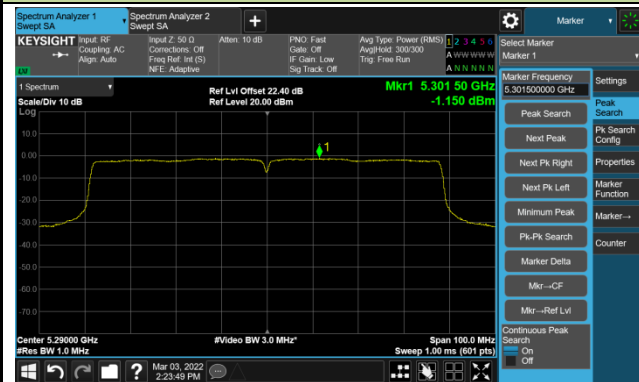 Spectrum Analyzer 1
Swept SA
Spectrum Analyzer 2
Swept SA
+
Marker
KEYSIGHT
Input: RF
Coupling: AC
Align: Auto
Input Z: 50 Ω
Corrections: Off
Freq Ref: Int (S)
NFE: Adaptive
Atten: 10 dB
PNO: Fast
Gate: Off
IF Gain: Low
Sig Track: Off
Avg Type: Power (RMS)
Avg|Hold: 300/300
Trig: Free Run
1 2 3 4 5 6
A W W W W W
A N N N N N
LV
Select Marker
Marker 1
1 Spectrum
Scale/Div 10 dB
Log
Ref Lvl Offset 22.40 dB
Ref Level 20.00 dBm
Mkr1 5.301 50 GHz
-1.150 dBm
Marker Frequency
5.301500000 GHz
Settings
Peak Search
Peak
Search
Next Peak
Pk Search
Config
Next Pk Right
Properties
Next Pk Left
Marker
Function
Minimum Peak
Marker→
Pk-Pk Search
Counter
Marker Delta
Mkr→CF
Mkr→Ref Lvl
Continuous Peak
Search
On
Off
10.0
0.00
1
-10.0
-20.0
-30.0
-40.0
-50.0
-60.0
-70.0
Center 5.29000 GHz
#Res BW 1.0 MHz
#Video BW 3.0 MHz*
Span 100.0 MHz
Sweep 1.00 ms (601 pts)
?
Mar 03, 2022
2:23:49 PM